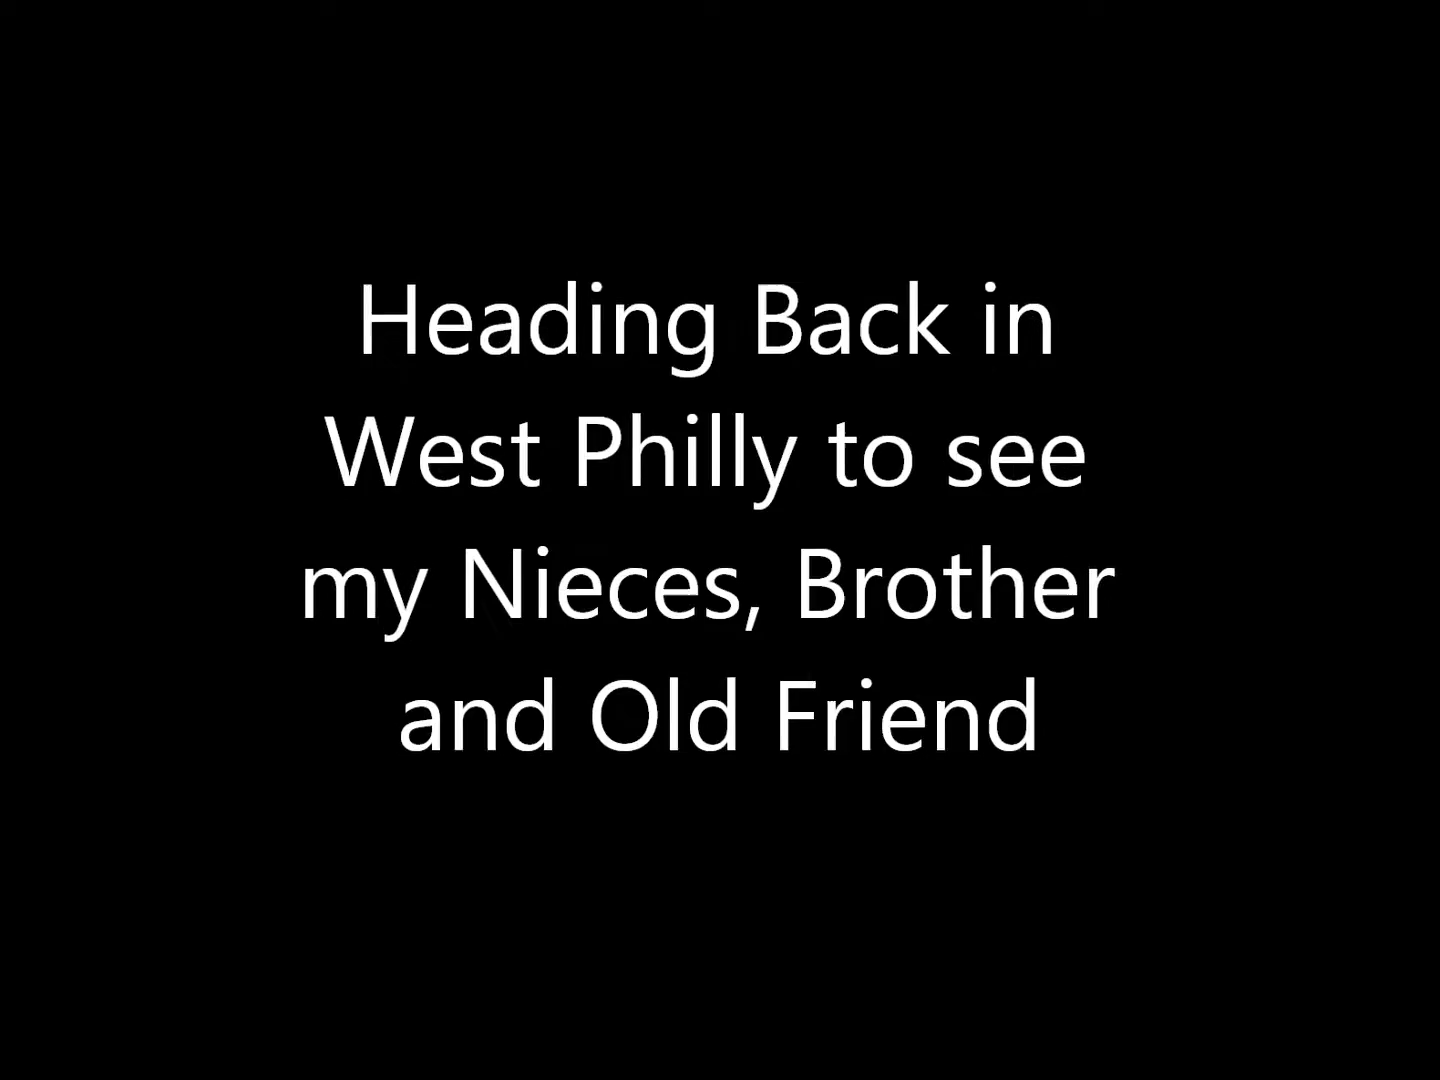 Heading Back in
West Philly to see
my Nieces, Brother
and Old Friend